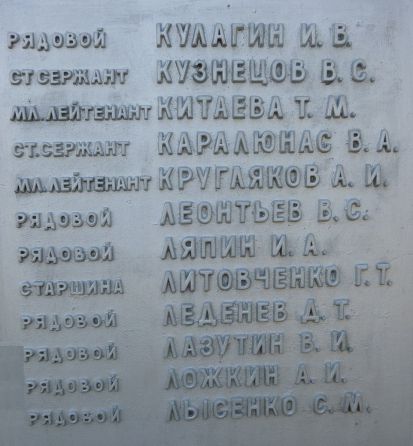 РЯДОВОЙ КУЛАГИН И. В.
СТ СЕРЖАНТ КУЗНЕЦОВ В. С.
МЛ. ЛЕЙТЕНАНТ КИТАЕВА Т. М.
СТ. СЕРЖАНТ КАРАЛЮНАС В. А.
МЛ. ЛЕЙТЕНАНТ КРУГЛЯКОВ А. И.
РЯДОВОЙ ЛЕОНТЬЕВ В. С.
РЯДОВОЙ ЛЯПИН И. А.
СТАРШИНА ЛИТОВЧЕНКО Г. Т.
РЯДОВОЙ ЛЕДЕНЕВ Д. Т.
РЯДОВОЙ ЛАЗУТИН В. И.
РЯДОВОЙ ЛОЖКИН А. И.
РЯДОВОЙ ЛЫСЕНКО С. М.